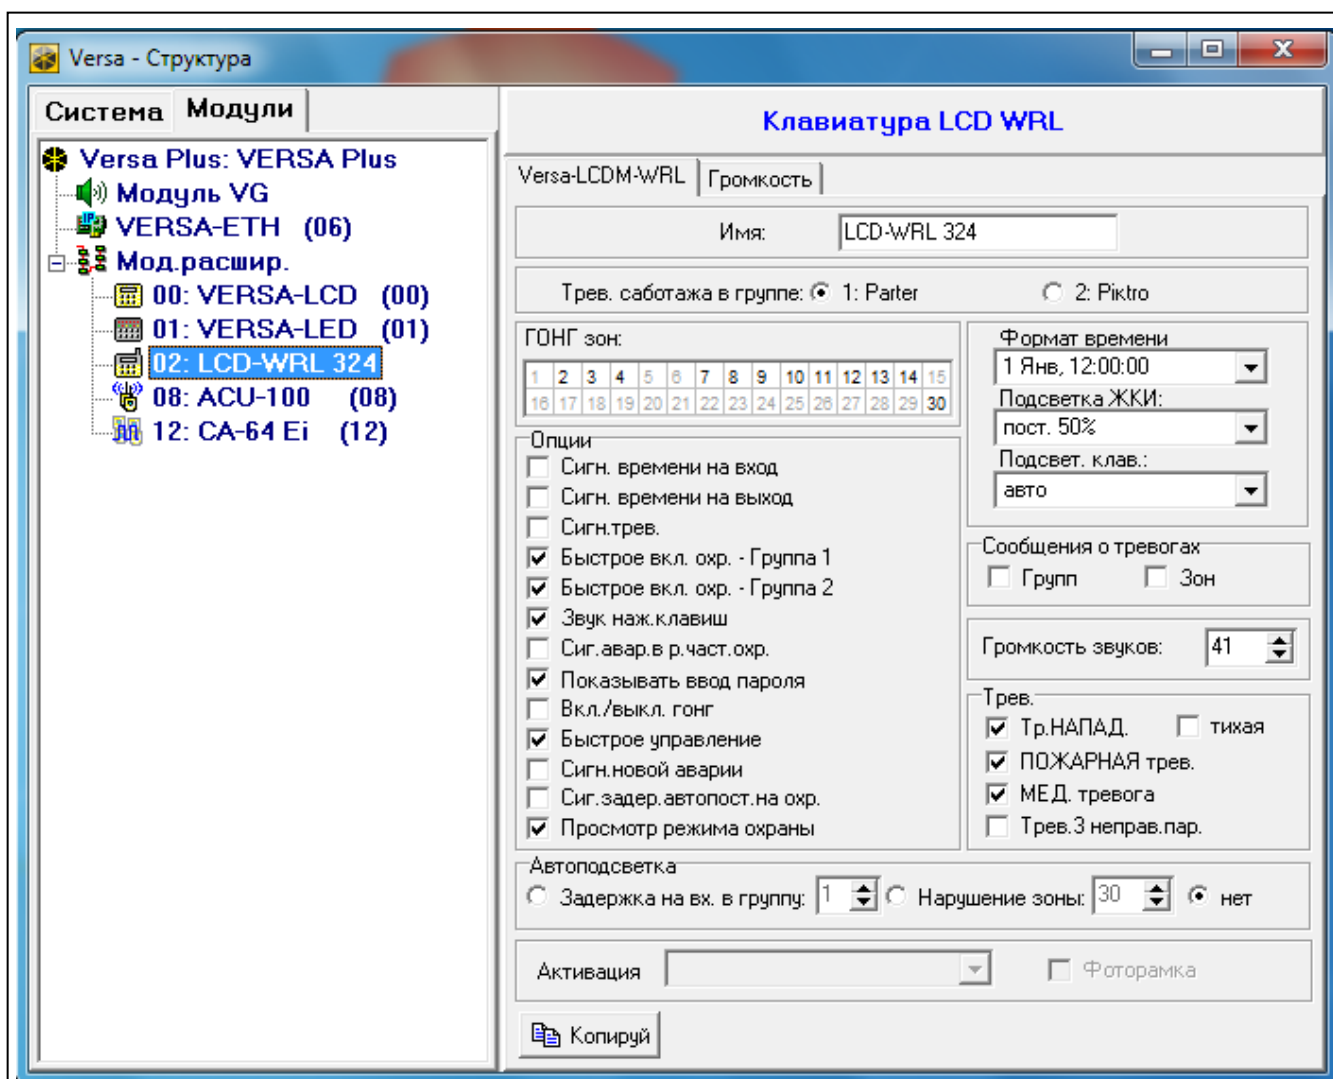 Versa - Структура
Система Модули
Versa Plus: VERSA Plus
Модуль VG
VERSA-ETH (06)
Мод.расшир.
00: VERSA-LCD (00)
01: VERSA-LED (01)
02: LCD-WRL 324
08: ACU-100 (08)
12: CA-64 Ei (12)
Клавиатура LCD WRL
Versa-LCDM-WRL Громкость
Имя: LCD-WRL 324
Трев. саботажа в группе: 1: Parter 2: Piktro
ГОНГ зон:
1 2 3 4 5 6 7 8 9 10 11 12 13 14 15
16 17 18 19 20 21 22 23 24 25 26 27 28 29 30
Опции
Сигн. времени на вход
Сигн. времени на выход
Сигн.трев.
Быстрое вкл. охр. - Группа 1
Быстрое вкл. охр. - Группа 2
Звук наж.клавиш
Сиг.авар.в р.част.охр.
Показывать ввод пароля
Вкл./выкл. гонг
Быстрое управление
Сигн.новой аварии
Сиг.задер.автопост.на охр.
Просмотр режима охраны
Формат времени
1 Янв, 12:00:00
Подсветка ЖКИ:
пост. 50%
Подсвет. клав.:
авто
Сообщения о тревогах
Групп Зон
Громкость звуков: 41
Трев.
Тр.НАПАД. тихая
ПОЖАРНАЯ трев.
МЕД. тревога
Трев.3 неправ.пар.
Автоподсветка
Задержка на вх. в группу: 1 Нарушение зоны: 30 нет
Активация Фоторамка
Копируй